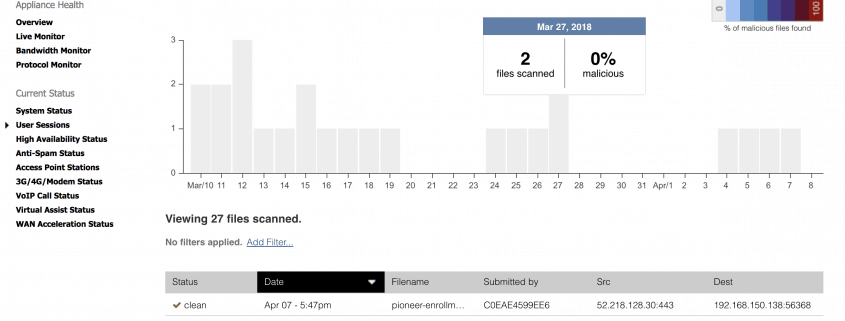 Appliance Health
Overview
Live Monitor
Bandwidth Monitor
Protocol Monitor
Current Status
System Status
User Sessions
High Availability Status
Anti-Spam Status
Access Point Stations
3G/4G/Modem Status
VoIP Call Status
Virtual Assist Status
WAN Acceleration Status
0 100
% of malicious files found
Mar 27, 2018
2 0%
files scanned malicious
3
2
1
0
Mar/10 11 12 13 14 15 16 17 18 19 20 21 22 23 24 25 26 27 28 29 30 31 Apr/1 2 3 4 5 6 7 8
Viewing 27 files scanned.
No filters applied. Add Filter...
Status Date Filename Submitted by Src Dest
clean Apr 07 - 5:47pm pioneer-enrollm... C0EAE4599EE6 52.218.128.30:443 192.168.150.138:56368